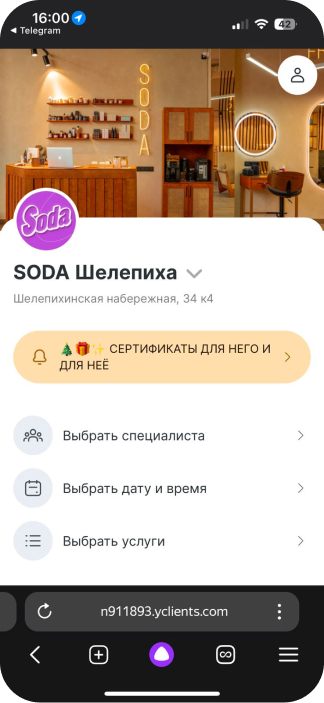 16:00
42
◀ Telegram
SODA
Soda
SODA Шелепиха
Шелепихинская набережная, 34 к4
🎄🎁✨ СЕРТИФИКАТЫ ДЛЯ НЕГО И
ДЛЯ НЕЁ
Выбрать специалиста
Выбрать дату и время
Выбрать услуги
n911893.yclients.com